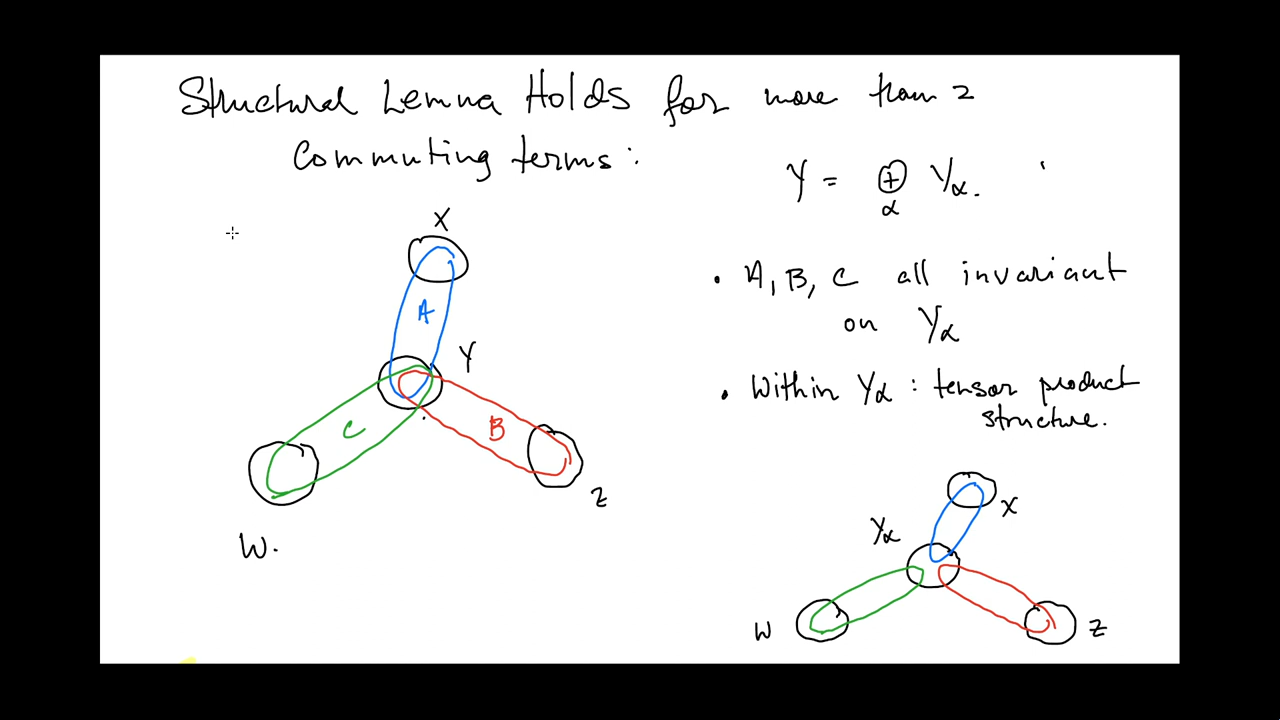 Structural Lemma Holds for more than 2
Commuting terms:
Y = ⊕ Yα.
α
X
• A, B, C all invariant
on Yα
A
Y
• Within Yα : tensor product
structure.
C
B
Z
X
Yα
W.
W
Z